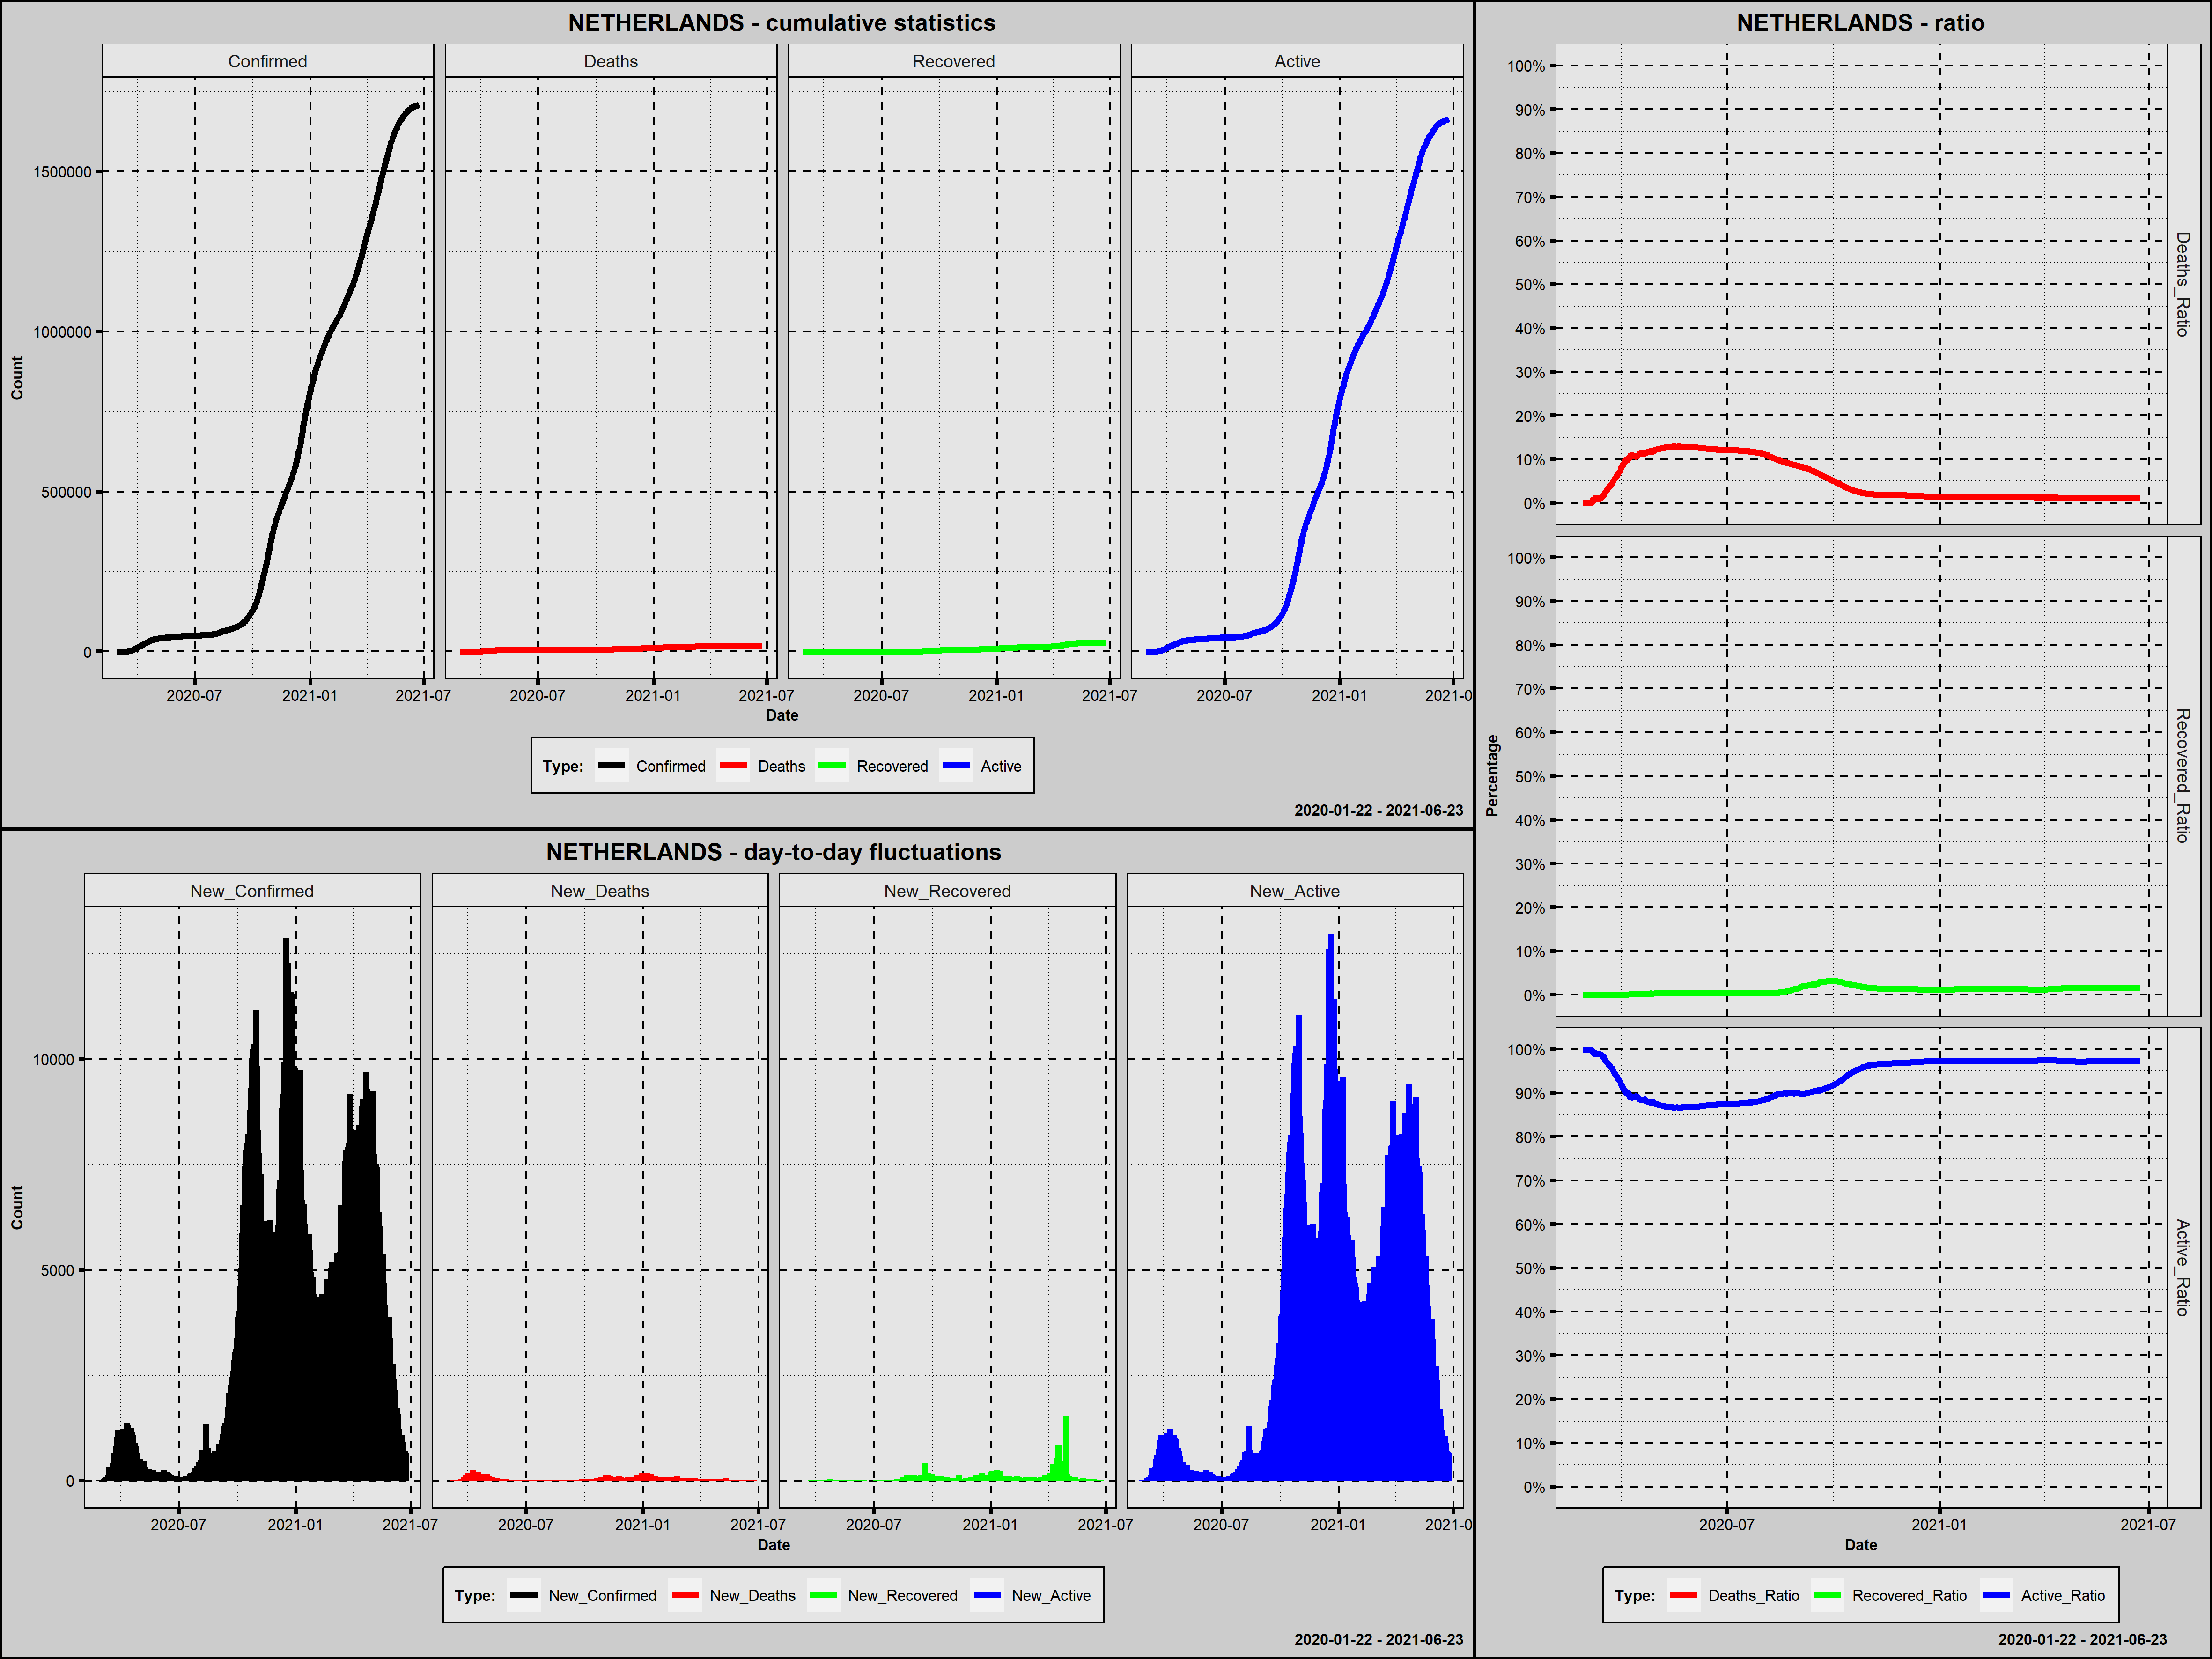 NETHERLANDS - cumulative statistics
Confirmed Deaths Recovered Active
Count
1500000
1000000
500000
0
2020-07 2021-01 2021-07 2020-07 2021-01 2021-07 2020-07 2021-01 2021-07 2020-07 2021-01 2021-0
Date
Type: Confirmed Deaths Recovered Active
2020-01-22 - 2021-06-23
NETHERLANDS - day-to-day fluctuations
New_Confirmed New_Deaths New_Recovered New_Active
Count
10000
5000
0
2020-07 2021-01 2021-07 2020-07 2021-01 2021-07 2020-07 2021-01 2021-07 2020-07 2021-01 2021-0
Date
Type: New_Confirmed New_Deaths New_Recovered New_Active
2020-01-22 - 2021-06-23
NETHERLANDS - ratio
Percentage
100%
90%
80%
70%
60%
50%
40%
30%
20%
10%
0%
Deaths_Ratio
100%
90%
80%
70%
60%
50%
40%
30%
20%
10%
0%
Recovered_Ratio
100%
90%
80%
70%
60%
50%
40%
30%
20%
10%
0%
Active_Ratio
2020-07 2021-01 2021-07
Date
Type: Deaths_Ratio Recovered_Ratio Active_Ratio
2020-01-22 - 2021-06-23